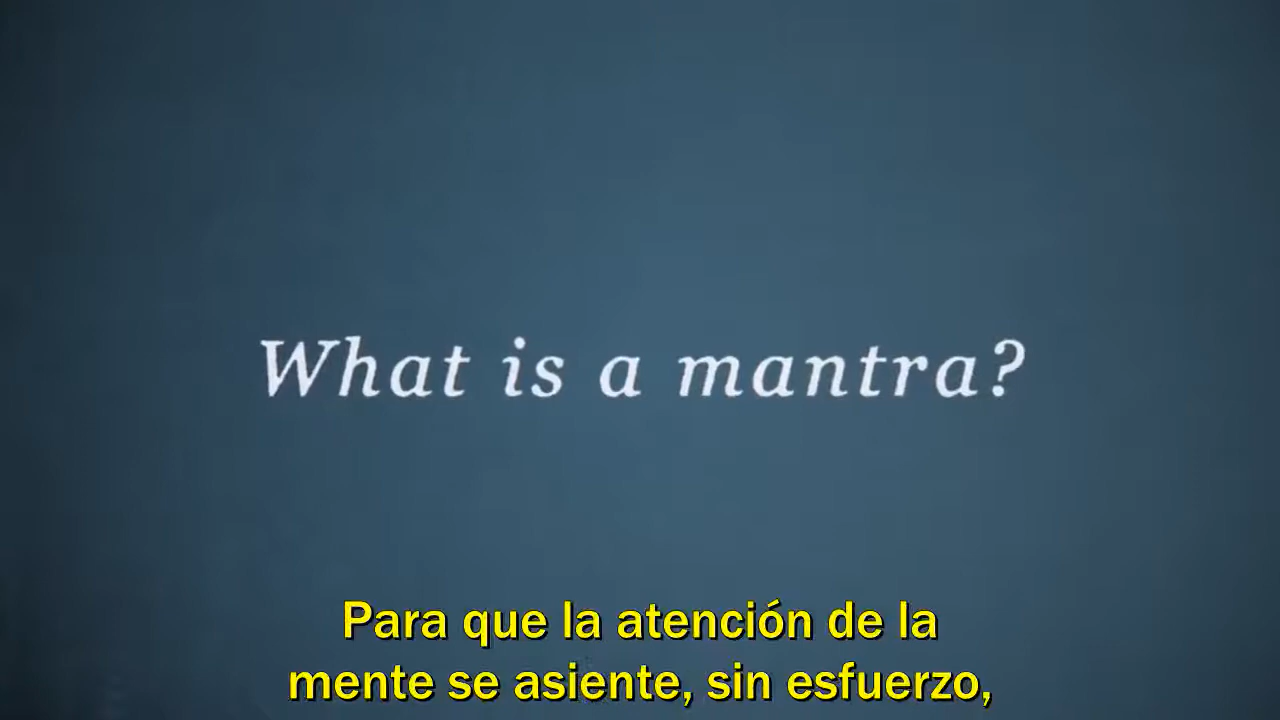 What is a mantra?
Para que la atención de la
mente se asiente, sin esfuerzo,